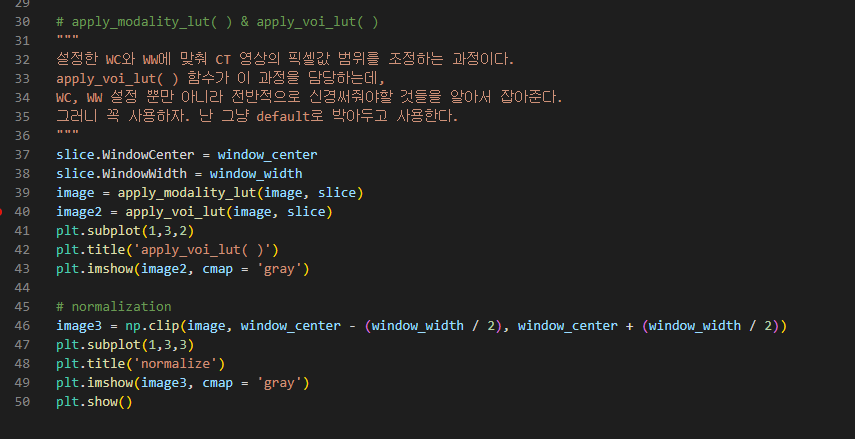 29
30 # apply_modality_lut( ) & apply_voi_lut( )
31 """
32 설정한 WC와 WW에 맞춰 CT 영상의 픽셀값 범위를 조정하는 과정이다.
33 apply_voi_lut( ) 함수가 이 과정을 담당하는데,
34 WC, WW 설정 뿐만 아니라 전반적으로 신경써줘야할 것들을 알아서 잡아준다.
35 그러니 꼭 사용하자. 난 그냥 default로 박아두고 사용한다.
36 """
37 slice.WindowCenter = window_center
38 slice.WindowWidth = window_width
39 image = apply_modality_lut(image, slice)
40 image2 = apply_voi_lut(image, slice)
41 plt.subplot(1,3,2)
42 plt.title('apply_voi_lut( )')
43 plt.imshow(image2, cmap = 'gray')
44
45 # normalization
46 image3 = np.clip(image, window_center - (window_width / 2), window_center + (window_width / 2))
47 plt.subplot(1,3,3)
48 plt.title('normalize')
49 plt.imshow(image3, cmap = 'gray')
50 plt.show()